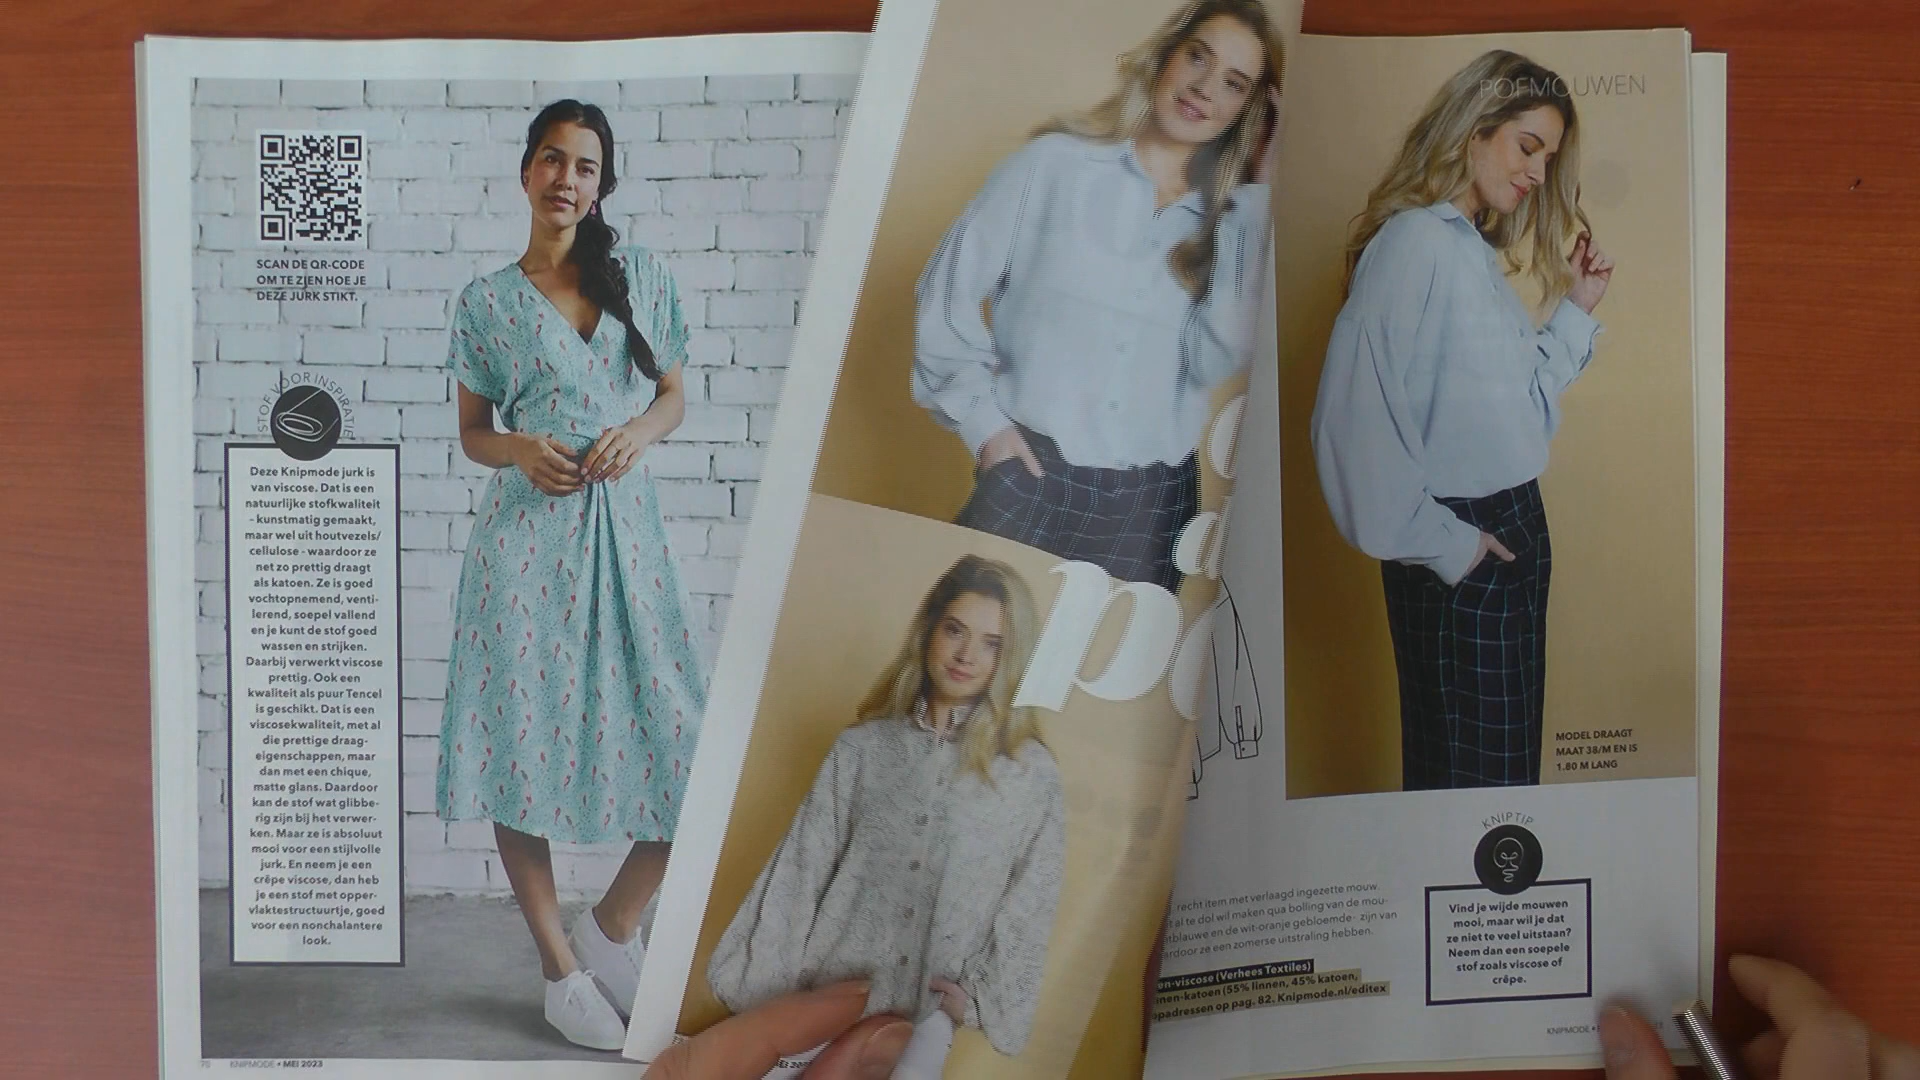 SCAN DE QR-CODE
OM TE ZIEN HOE JE
DEZE JURK STIKT.
STOF VOOR INSPIRATIE
Deze Knipmode jurk is
van viscose. Dat is een
natuurlijke stofkwaliteit
- kunstmatig gemaakt,
maar wel uit houtvezels/
cellulose - waardoor ze
net zo prettig draagt
als katoen. Ze is goed
vochtopnemend, venti-
lerend, soepel vallend
en je kunt de stof goed
wassen en strijken.
Daarbij verwerkt viscose
prettig. Ook een
kwaliteit als puur Tencel
is geschikt. Dat is een
viscosekwaliteit, met al
die prettige draag-
eigenschappen, maar
dan met een chique,
matte glans. Daardoor
kan de stof wat glibbe-
rig zijn bij het verwer-
ken. Maar ze is absoluut
mooi voor een stijlvolle
jurk. En neem je een
crêpe viscose, dan heb
je een stof met opper-
vlaktestructuurtje, goed
voor een nonchalantere
look.
70 KNIPMODE • MEI 2023
POFMOUWEN
MODEL DRAAGT
MAAT 38/M EN IS
1.80 M LANG
recht item met verlaagd ingezette mouw.
al te dol wil maken qua bolling van de mou-
blauwe en de wit-oranje gebloemde- zijn van
ardoor ze een zomerse uitstraling hebben.
en-viscose (Verhees Textiles)
nen-katoen (55% linnen, 45% katoen,
padressen op pag. 82. Knipmode.nl/editex
KNIPTIP
Vind je wijde mouwen
mooi, maar wil je dat
ze niet te veel uitstaan?
Neem dan een soepele
stof zoals viscose of
crêpe.
KNIPMODE